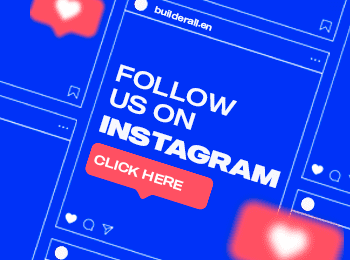 builderall.en
FOLLOW
US ON
INSTAGRAM
CLICK HERE